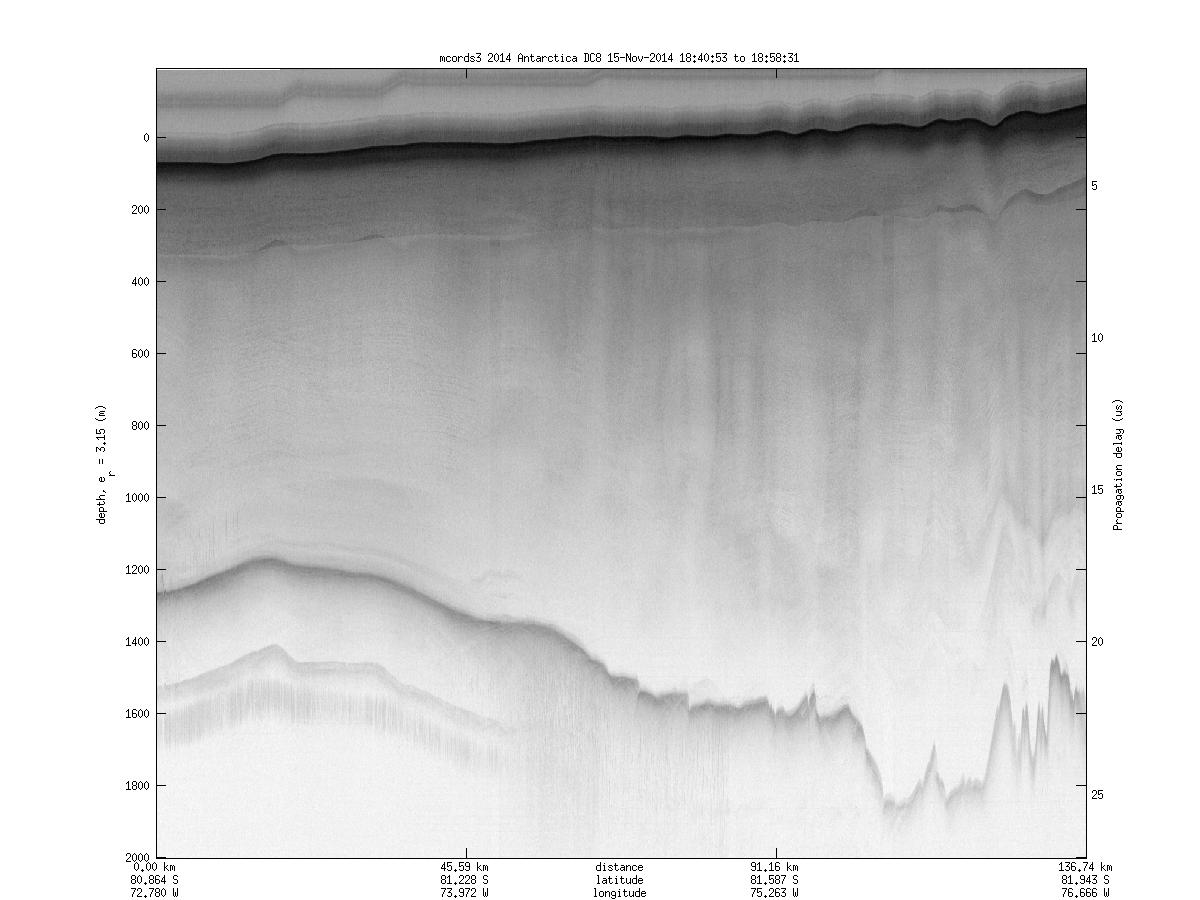 mcords3 2014 Antarctica DC8 15-Nov-2014 18:40:53 to 18:58:31
0
200
400
600
800
1000
1200
1400
1600
1800
2000
depth, e_r = 3.15 (m)
5
10
15
20
25
Propagation delay (us)
0.00 km 45.59 km distance 91.16 km 136.74 km
80.864 S 81.228 S latitude 81.587 S 81.943 S
72.780 W 73.972 W longitude 75.263 W 76.666 W